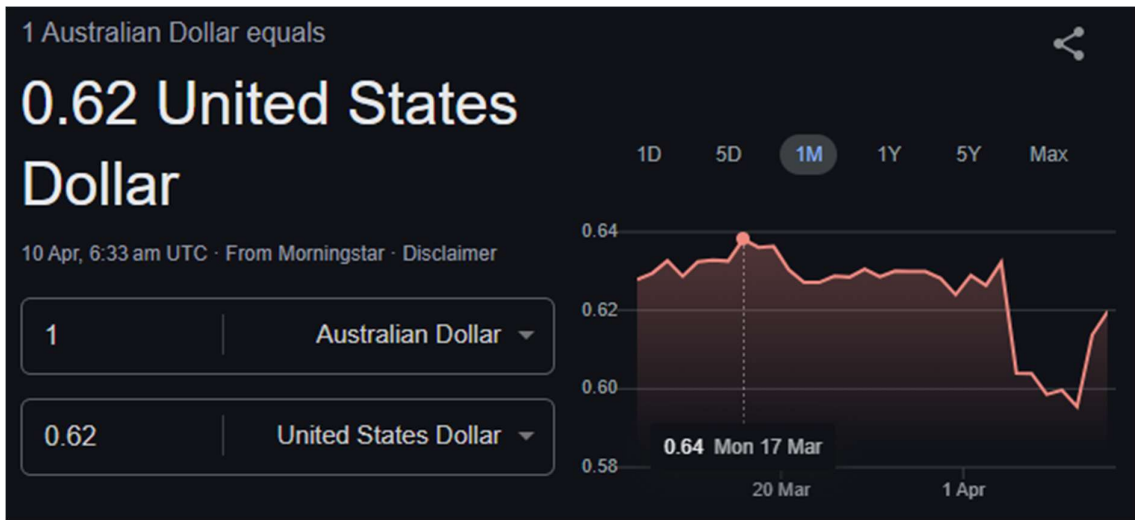 1 Australian Dollar equals
0.62 United States
Dollar
10 Apr, 6:33 am UTC · From Morningstar · Disclaimer
1 Australian Dollar
0.62 United States Dollar
1D 5D 1M 1Y 5Y Max
0.64
0.62
0.60
0.58
0.64 Mon 17 Mar
20 Mar 1 Apr